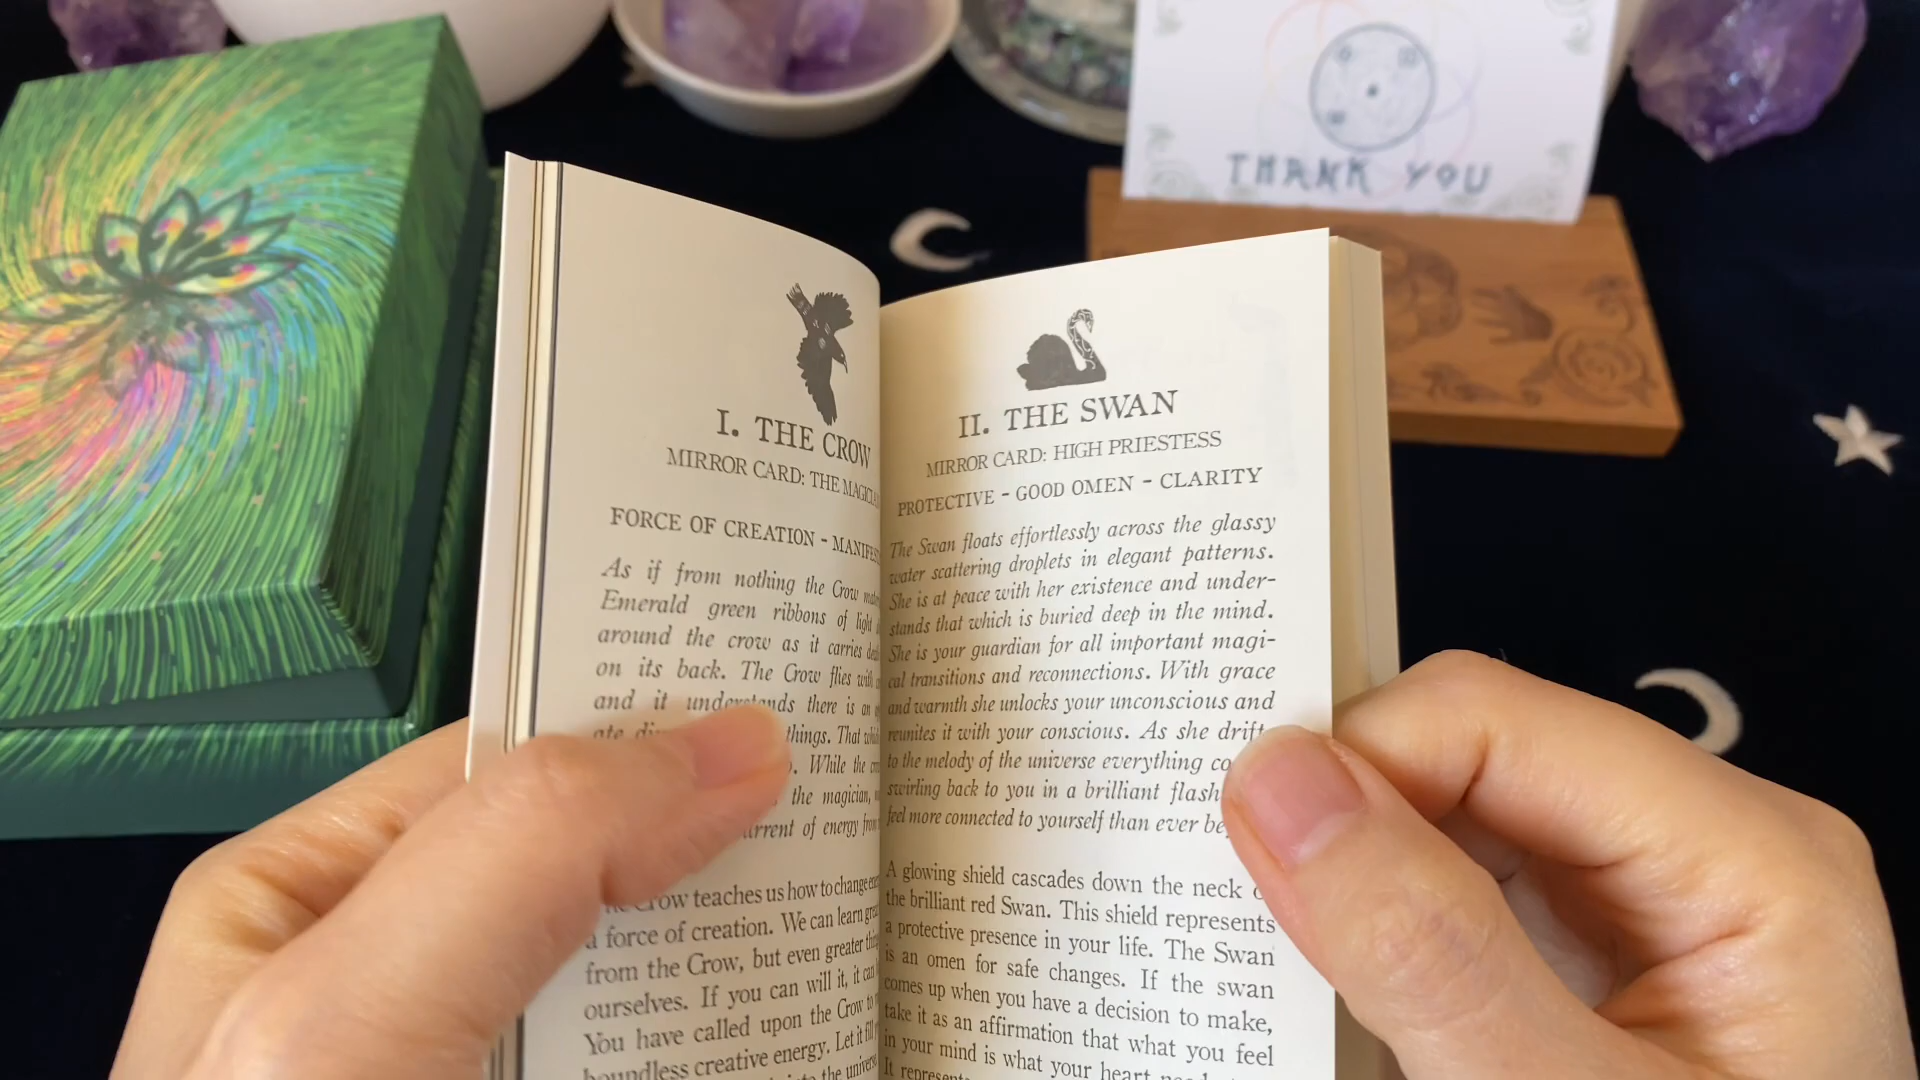 THANK YOU
I. THE CROW
MIRROR CARD: THE
FORCE OF CREATION -
As if from nothing the Crow
Emerald green ribbons of light
around the crow as it carries
on its back. The Crow flies
and it understands there is an
things. That
While the
the magician,
of energy
Crow teaches us how to change
a force of creation. We can learn
from the Crow, but even greater
ourselves. If you can will it, it can
You have called upon the Crow to
boundless creative energy. Let it fill
the
II. THE SWAN
MIRROR CARD: HIGH PRIESTESS
PROTECTIVE - GOOD OMEN - CLARITY
The Swan floats effortlessly across the glassy
water scattering droplets in elegant patterns.
She is at peace with her existence and under-
stands that which is buried deep in the mind.
She is your guardian for all important magi-
cal transitions and reconnections. With grace
and warmth she unlocks your unconscious and
reunites it with your conscious. As she
to the melody of the universe everything
swirling back to you in a brilliant flash
feel more connected to yourself than ever
A glowing shield cascades down the neck
the brilliant red Swan. This shield represents
a protective presence in your life. The Swan
is an omen for safe changes. If the swan
comes up when you have a decision to make,
take it as an affirmation that what you feel
in your mind is what your heart
It